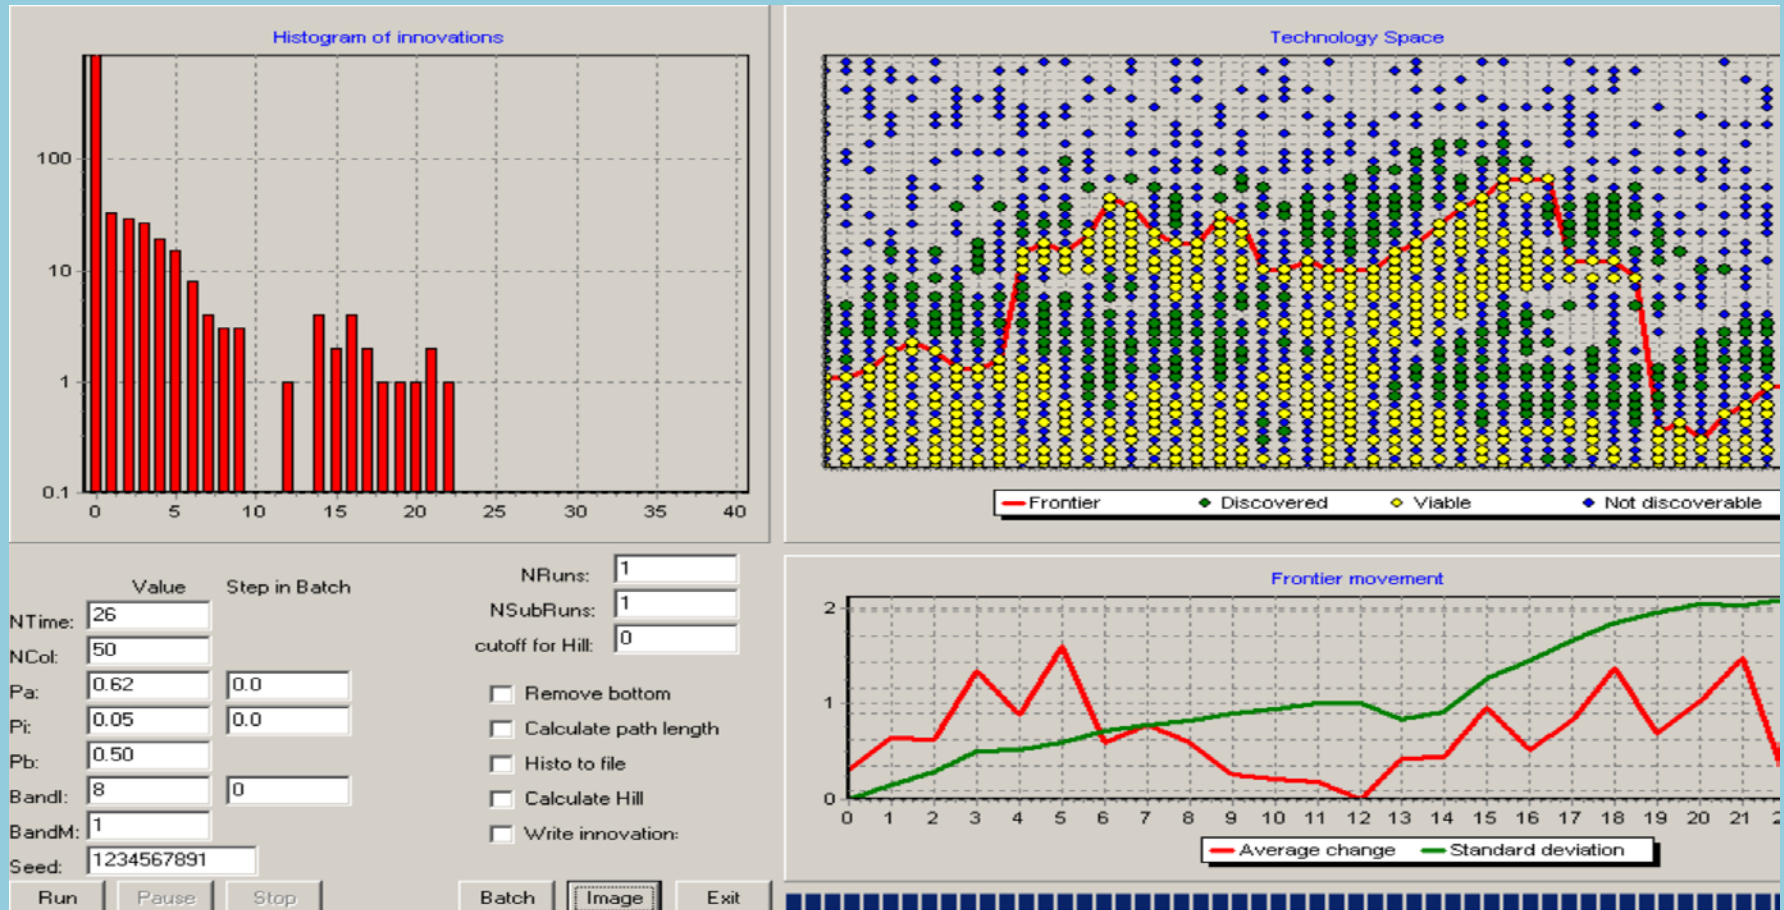 Histogram of innovations
100
10
1
0.1
0 5 10 15 20 25 30 35 40
Technology Space
Frontier Discovered Viable Not discoverable
Value Step in Batch
NTime: 26
NCol: 50
Pa: 0.62 0.0
Pi: 0.05 0.0
Pb: 0.50
BandI: 8 0
BandM: 1
Seed: 1234567891
NRuns: 1
NSubRuns: 1
cutoff for Hill: 0
Remove bottom
Calculate path length
Histo to file
Calculate Hill
Write innovation
Run Pause Stop Batch Image Exit
Frontier movement
2
1
0
0 1 2 3 4 5 6 7 8 9 10 11 12 13 14 15 16 17 18 19 20 21
Average change Standard deviation